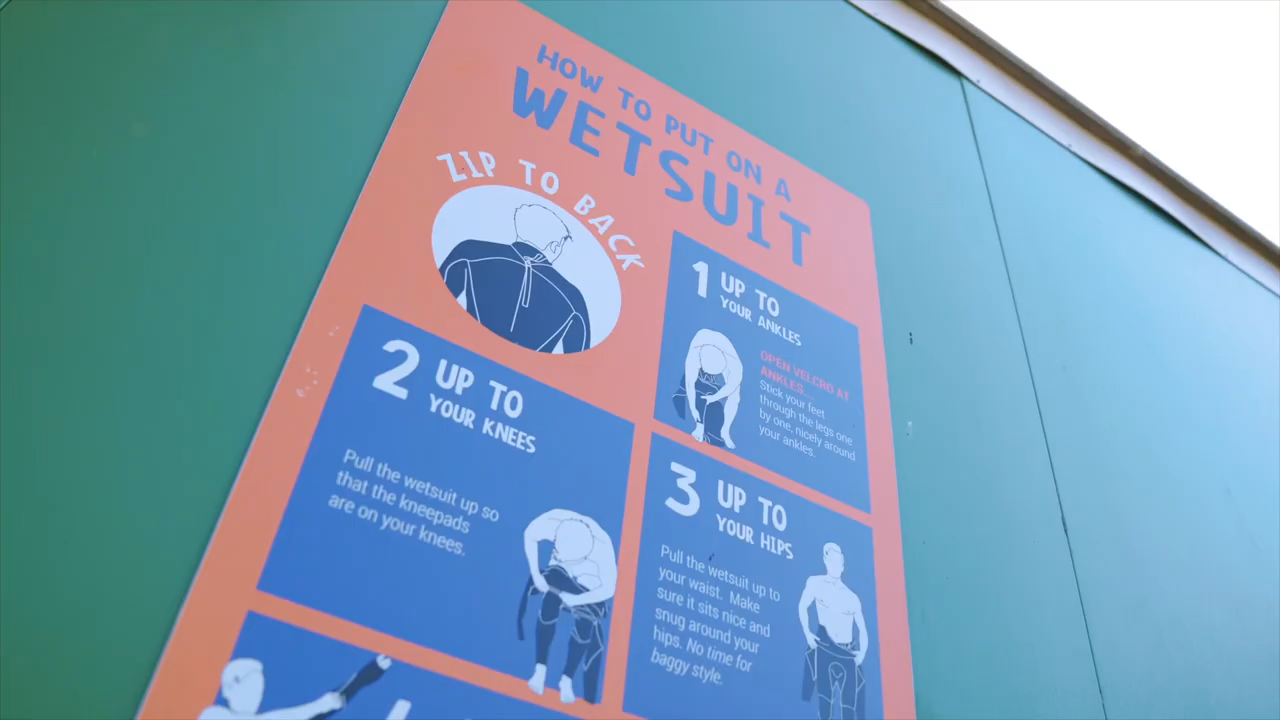 HOW TO PUT ON A
WETSUIT
ZIP TO BACK
1 UP TO
YOUR ANKLES
OPEN VELCRO AT
ANKLES...
Stick your feet
through the legs one
by one, nicely around
your ankles.
2 UP TO
YOUR KNEES
Pull the wetsuit up so
that the kneepads
are on your knees.
3 UP TO
YOUR HIPS
Pull the wetsuit up to
your waist. Make
sure it sits nice and
snug around your
hips. No time for
baggy style.